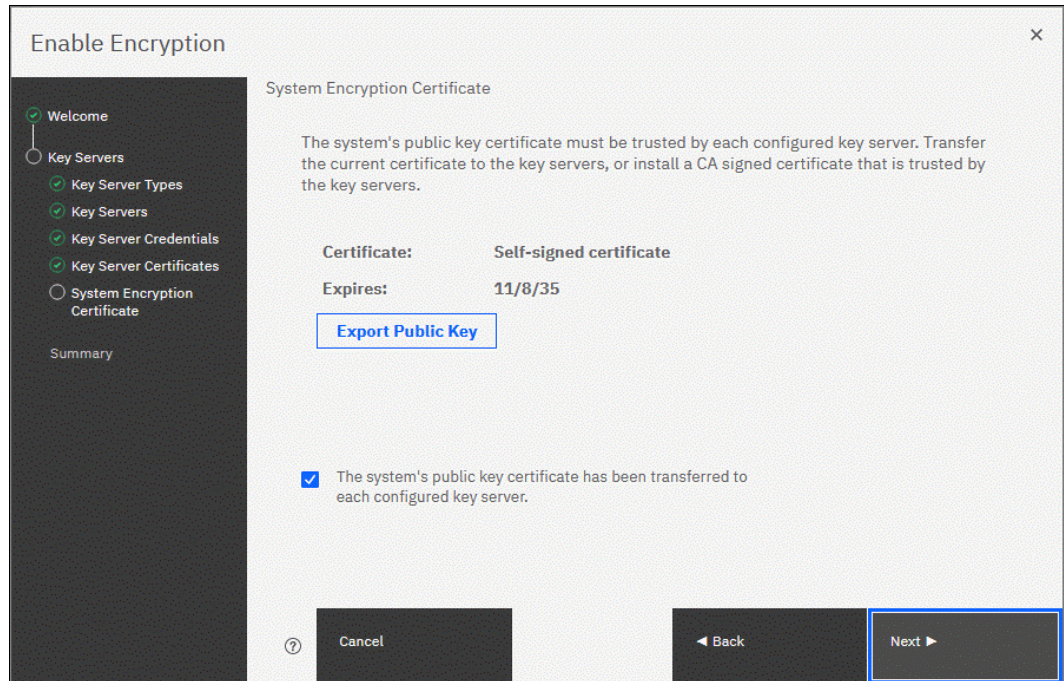 Enable Encryption
×
Welcome
Key Servers
Key Server Types
Key Servers
Key Server Credentials
Key Server Certificates
System Encryption
Certificate
Summary
System Encryption Certificate
The system's public key certificate must be trusted by each configured key server. Transfer
the current certificate to the key servers, or install a CA signed certificate that is trusted by
the key servers.
Certificate: Self-signed certificate
Expires: 11/8/35
Export Public Key
The system's public key certificate has been transferred to
each configured key server.
? Cancel ◄ Back Next ►